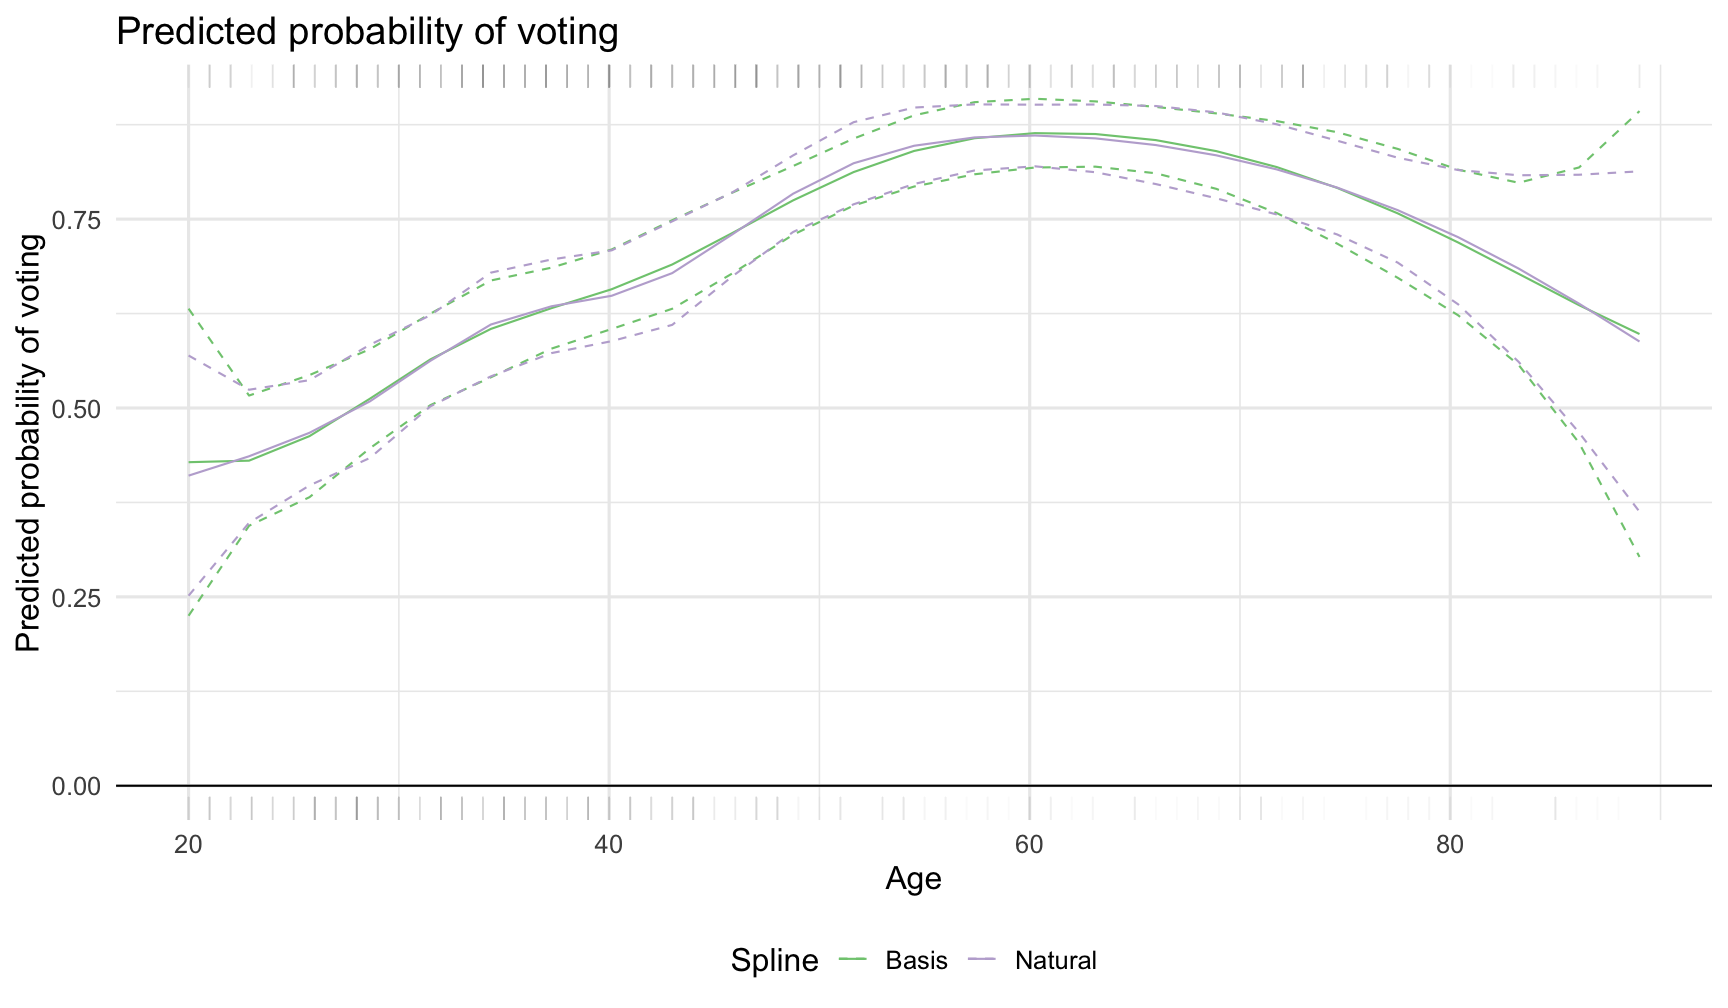 Predicted probability of voting
Predicted probability of voting
0.75
0.50
0.25
0.00
20 40 60 80
Age
Spline Basis Natural